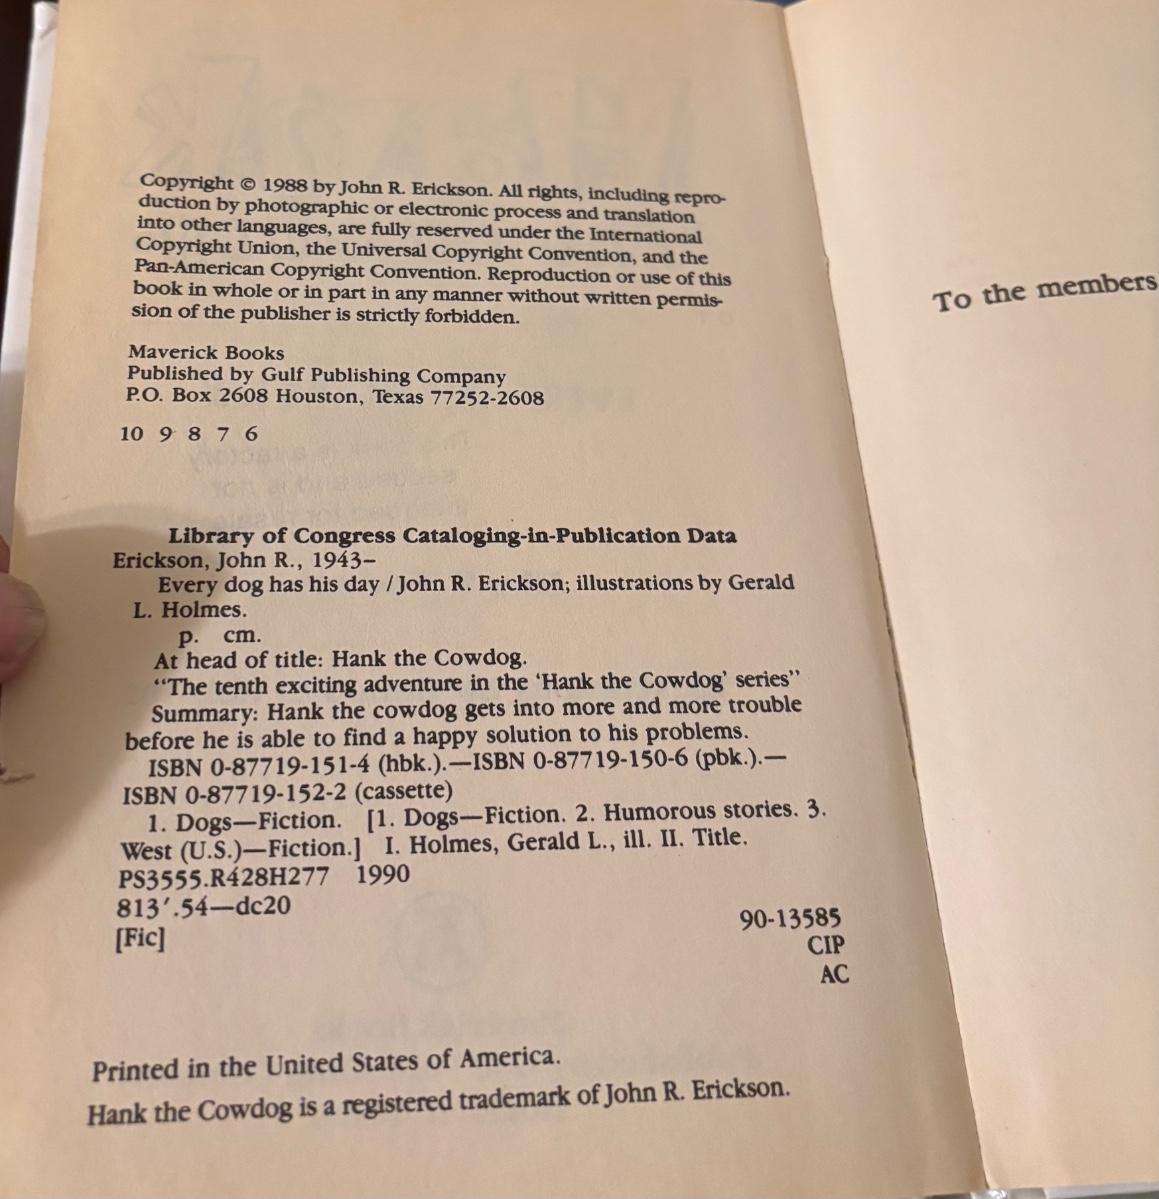 Copyright © 1988 by John R. Erickson. All rights, including repro-
duction by photographic or electronic process and translation
into other languages, are fully reserved under the International
Copyright Union, the Universal Copyright Convention, and the
Pan-American Copyright Convention. Reproduction or use of this
book in whole or in part in any manner without written permis-
sion of the publisher is strictly forbidden.
Maverick Books
Published by Gulf Publishing Company
P.O. Box 2608 Houston, Texas 77252-2608
10 9 8 7 6
Library of Congress Cataloging-in-Publication Data
Erickson, John R., 1943–
Every dog has his day / John R. Erickson; illustrations by Gerald
L. Holmes.
p. cm.
At head of title: Hank the Cowdog.
“The tenth exciting adventure in the ‘Hank the Cowdog’ series”
Summary: Hank the cowdog gets into more and more trouble
before he is able to find a happy solution to his problems.
ISBN 0-87719-151-4 (hbk.).—ISBN 0-87719-150-6 (pbk.).—
ISBN 0-87719-152-2 (cassette)
1. Dogs—Fiction. [1. Dogs—Fiction. 2. Humorous stories. 3.
West (U.S.)—Fiction.] I. Holmes, Gerald L., ill. II. Title.
PS3555.R428H277 1990
813′.54—dc20
[Fic]
90-13585
CIP
AC
Printed in the United States of America.
Hank the Cowdog is a registered trademark of John R. Erickson.
To the members